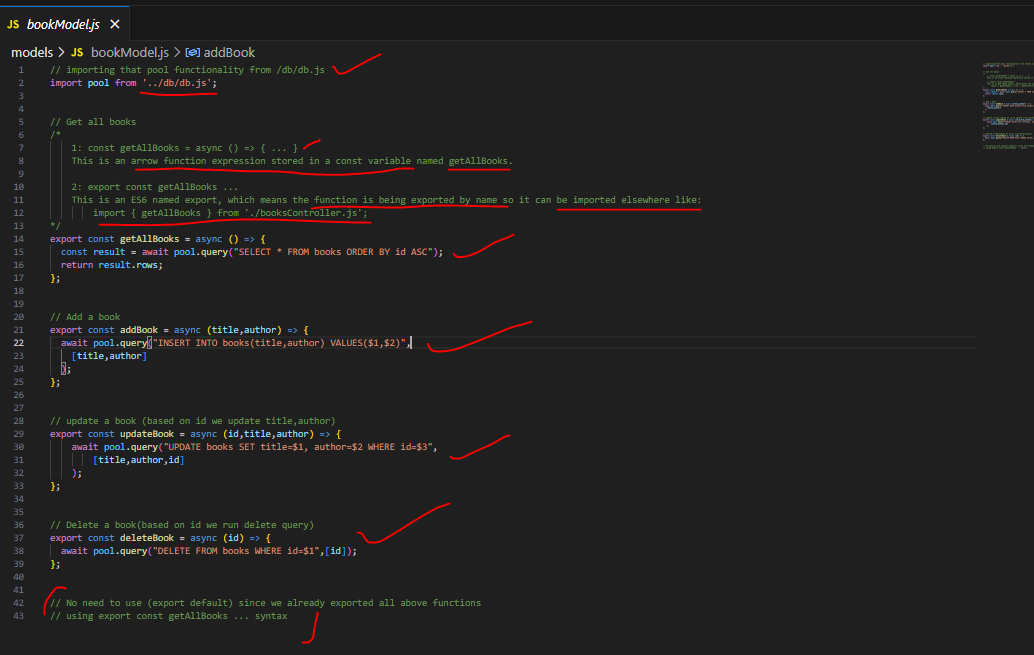 JS bookModel.js ×
models > JS bookModel.js > addBook
1 // importing that pool functionality from /db/db.js
2 import pool from '../db/db.js';
3
4
5 // Get all books
6 /*
7 1: const getAllBooks = async () => { ... }
8 This is an arrow function expression stored in a const variable named getAllBooks.
9
10 2: export const getAllBooks ...
11 This is an ES6 named export, which means the function is being exported by name so it can be imported elsewhere like:
12 import { getAllBooks } from './booksController.js';
13 */
14 export const getAllBooks = async () => {
15 const result = await pool.query("SELECT * FROM books ORDER BY id ASC");
16 return result.rows;
17 };
18
19
20 // Add a book
21 export const addBook = async (title,author) => {
22 await pool.query("INSERT INTO books(title,author) VALUES($1,$2)",
23 [title,author]
24 );
25 };
26
27
28 // update a book (based on id we update title,author)
29 export const updateBook = async (id,title,author) => {
30 await pool.query("UPDATE books SET title=$1, author=$2 WHERE id=$3",
31 [title,author,id]
32 );
33 };
34
35
36 // Delete a book(based on id we run delete query)
37 export const deleteBook = async (id) => {
38 await pool.query("DELETE FROM books WHERE id=$1",[id]);
39 };
40
41
42 // No need to use (export default) since we already exported all above functions
43 // using export const getAllBooks ... syntax